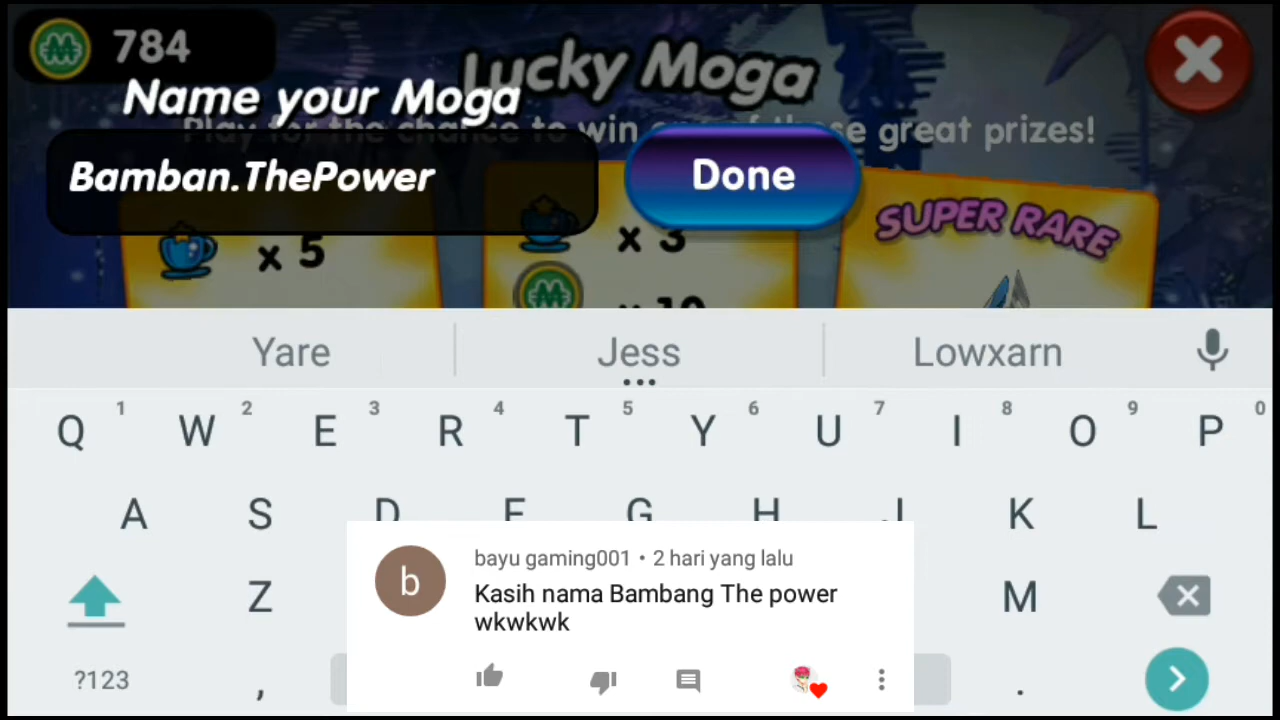 784
Lucky Moga
Name your Moga
Play for the chance to win one of these great prizes!
Bamban.ThePower
Done
SUPER RARE
x 5
x 3
x 10
Yare
Jess
Lowxarn
1 2 3 4 5 6 7 8 9 0
Q W E R T Y U I O P
A S D F G H J K L
Z M
?123 , .
b
bayu gaming001 • 2 hari yang lalu
Kasih nama Bambang The power
wkwkwk